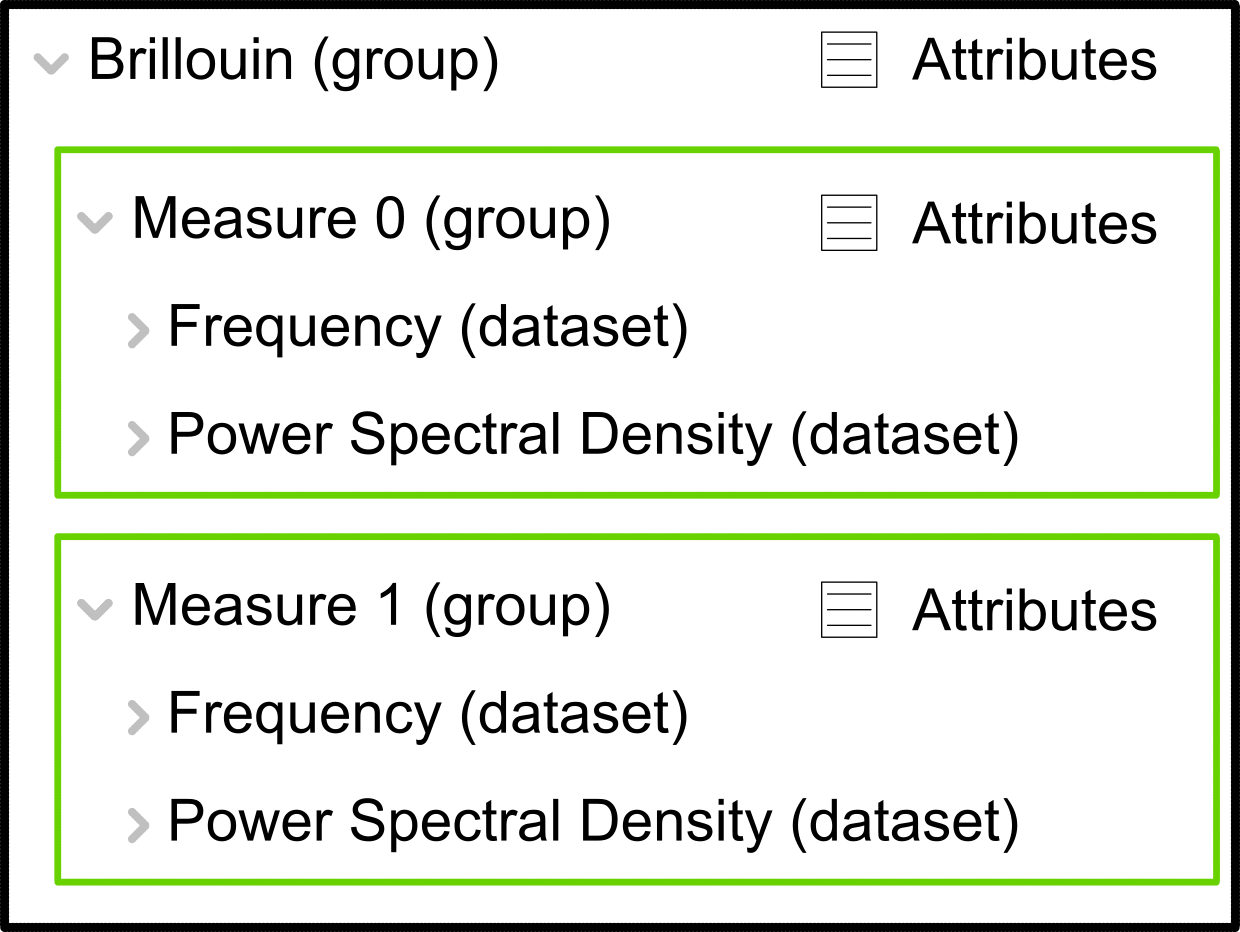 Brillouin (group) Attributes
Measure 0 (group) Attributes
Frequency (dataset)
Power Spectral Density (dataset)
Measure 1 (group) Attributes
Frequency (dataset)
Power Spectral Density (dataset)